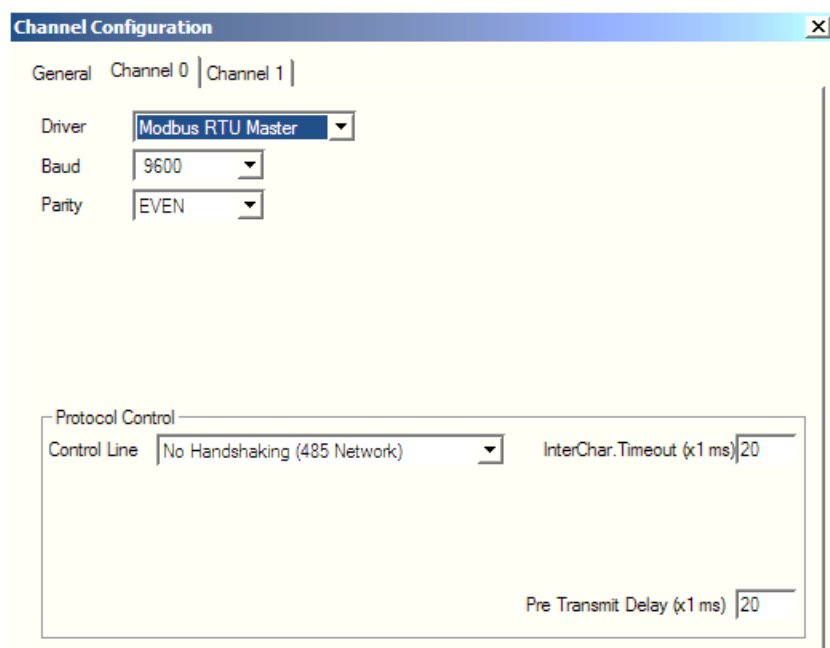 Channel Configuration
General Channel 0 Channel 1
Driver Modbus RTU Master
Baud 9600
Parity EVEN
Protocol Control
Control Line No Handshaking (485 Network) InterChar.Timeout (x1 ms) 20
Pre Transmit Delay (x1 ms) 20